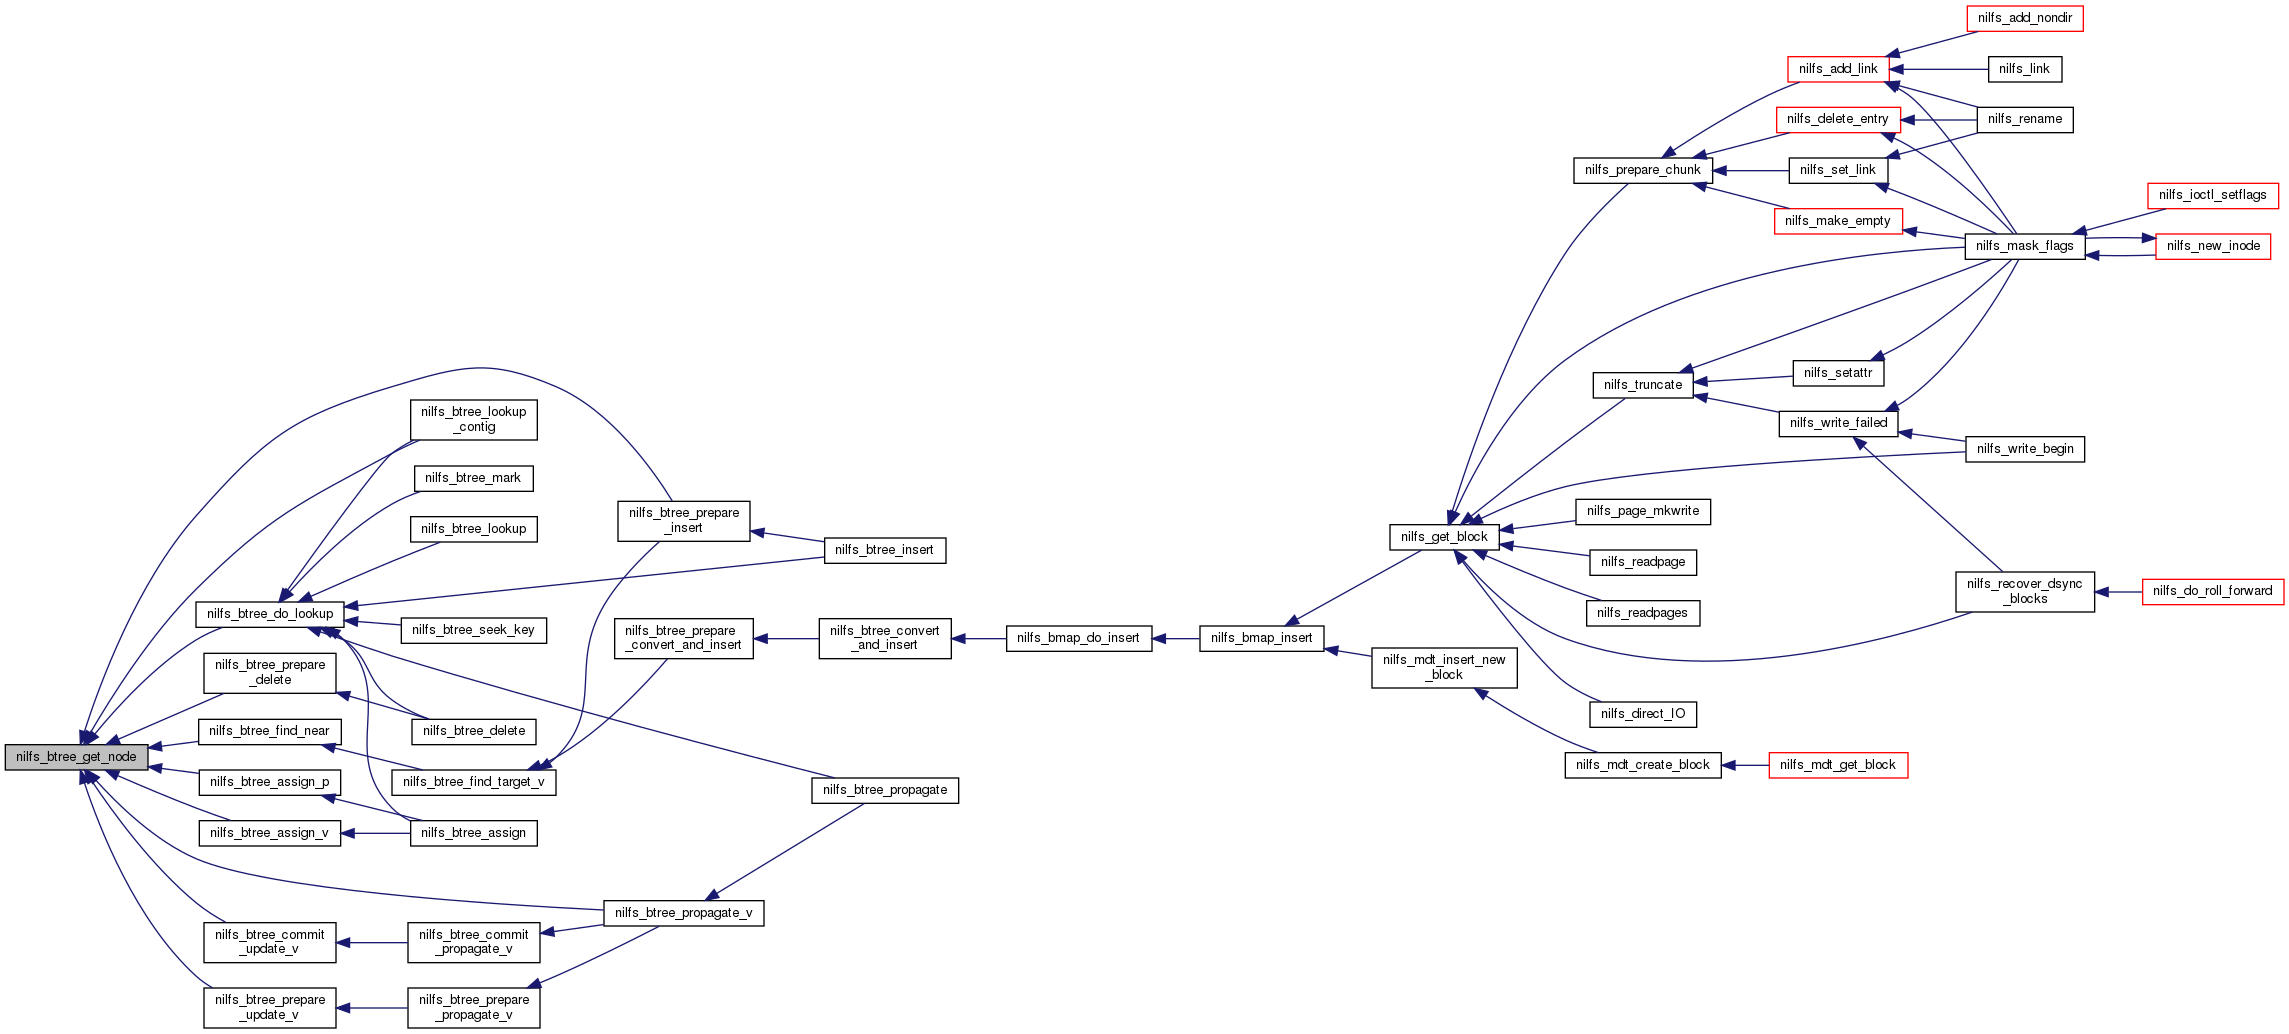 nilfs_add_nondir
nilfs_add_link
nilfs_link
nilfs_delete_entry
nilfs_rename
nilfs_prepare_chunk
nilfs_set_link
nilfs_ioctl_setflags
nilfs_make_empty
nilfs_mask_flags
nilfs_new_inode
nilfs_truncate
nilfs_setattr
nilfs_write_failed
nilfs_write_begin
nilfs_btree_lookup
_contig
nilfs_btree_mark
nilfs_btree_lookup
nilfs_btree_prepare
_insert
nilfs_btree_insert
nilfs_get_block
nilfs_page_mkwrite
nilfs_readpage
nilfs_readpages
nilfs_recover_dsync
_blocks
nilfs_do_roll_forward
nilfs_btree_do_lookup
nilfs_btree_seek_key
nilfs_btree_prepare
_convert_and_insert
nilfs_btree_convert
_and_insert
nilfs_bmap_do_insert
nilfs_bmap_insert
nilfs_mdt_insert_new
_block
nilfs_direct_IO
nilfs_btree_prepare
_delete
nilfs_btree_find_near
nilfs_btree_delete
nilfs_btree_get_node
nilfs_btree_assign_p
nilfs_btree_find_target_v
nilfs_btree_propagate
nilfs_mdt_create_block
nilfs_mdt_get_block
nilfs_btree_assign_v
nilfs_btree_assign
nilfs_btree_propagate_v
nilfs_btree_commit
_update_v
nilfs_btree_commit
_propagate_v
nilfs_btree_prepare
_update_v
nilfs_btree_prepare
_propagate_v